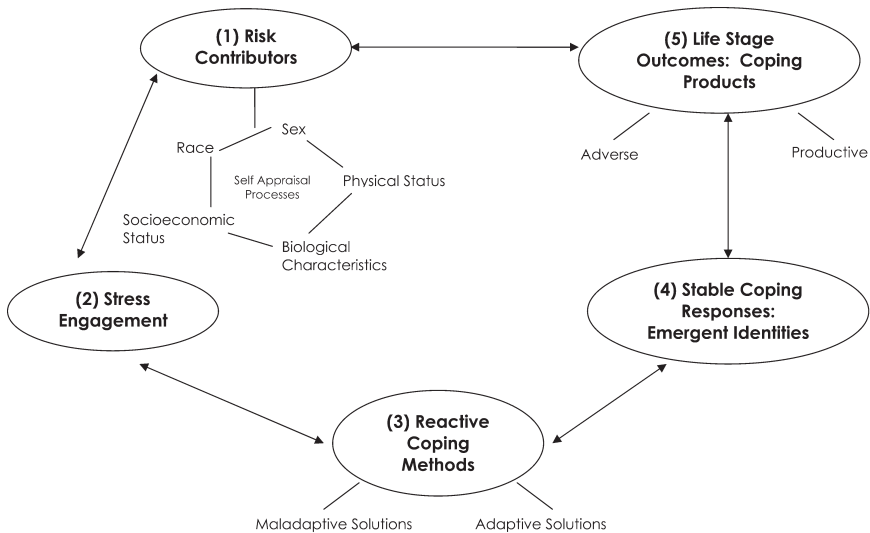 (1) Risk
Contributors
(5) Life Stage
Outcomes: Coping
Products
Sex
Race
Self Appraisal
Processes
Physical Status
Socioeconomic
Status
Biological
Characteristics
Adverse
Productive
(2) Stress
Engagement
(4) Stable Coping
Responses:
Emergent Identities
(3) Reactive
Coping
Methods
Maladaptive Solutions
Adaptive Solutions